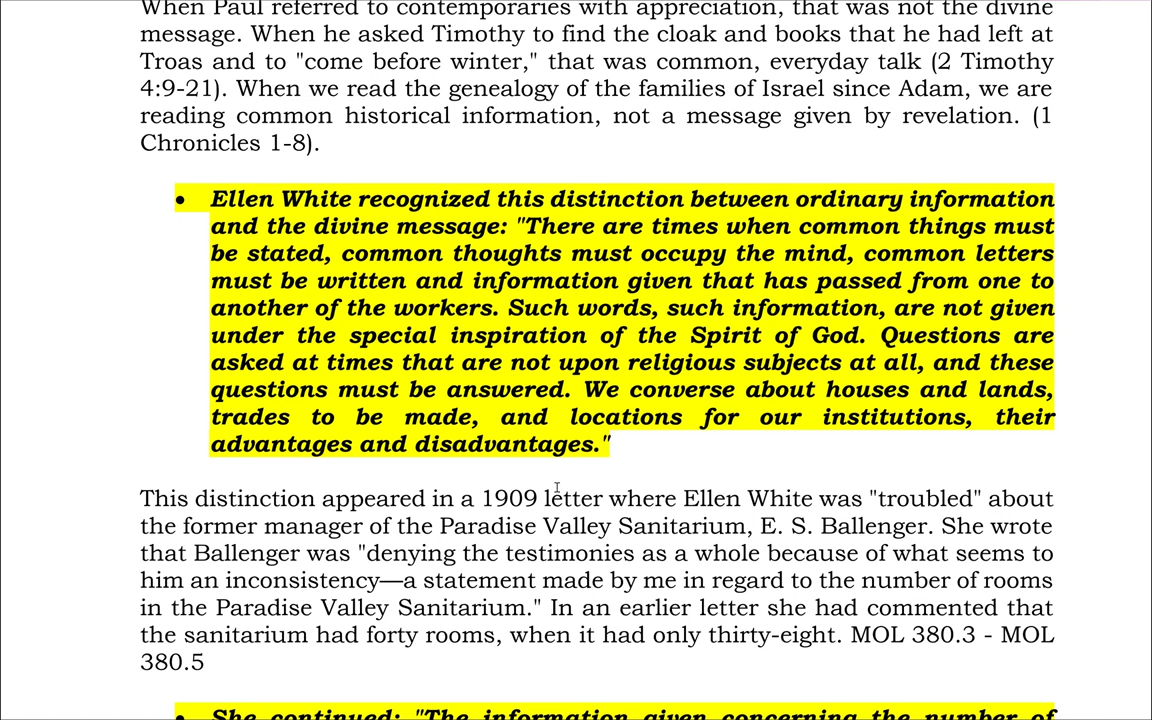 When Paul referred to contemporaries with appreciation, that was not the divine
message. When he asked Timothy to find the cloak and books that he had left at
Troas and to "come before winter," that was common, everyday talk (2 Timothy
4:9-21). When we read the genealogy of the families of Israel since Adam, we are
reading common historical information, not a message given by revelation. (1
Chronicles 1-8).
• Ellen White recognized this distinction between ordinary information
and the divine message: "There are times when common things must
be stated, common thoughts must occupy the mind, common letters
must be written and information given that has passed from one to
another of the workers. Such words, such information, are not given
under the special inspiration of the Spirit of God. Questions are
asked at times that are not upon religious subjects at all, and these
questions must be answered. We converse about houses and lands,
trades to be made, and locations for our institutions, their
advantages and disadvantages."
This distinction appeared in a 1909 letter where Ellen White was "troubled" about
the former manager of the Paradise Valley Sanitarium, E. S. Ballenger. She wrote
that Ballenger was "denying the testimonies as a whole because of what seems to
him an inconsistency—a statement made by me in regard to the number of rooms
in the Paradise Valley Sanitarium." In an earlier letter she had commented that
the sanitarium had forty rooms, when it had only thirty-eight. MOL 380.3 - MOL
380.5
• She continued: "The information given concerning the number of